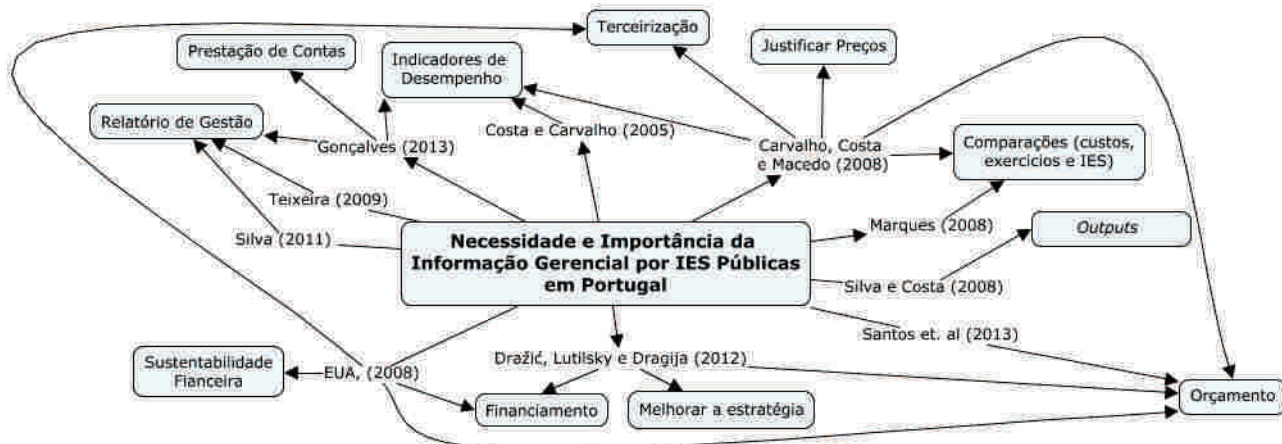 Terceirização
Prestação de Contas
Justificar Preços
Indicadores de
Desempenho
Relatório de Gestão
Costa e Carvalho (2005)
Gonçalves (2013)
Carvalho, Costa
e Macedo (2008)
Comparações (custos,
exercicios e IES)
Teixeira (2009)
Marques (2008)
Outputs
Silva (2011)
Necessidade e Importância da
Informação Gerencial por IES Públicas
em Portugal
Silva e Costa (2008)
Santos et. al (2013)
Dražić, Lutilsky e Dragija (2012)
Sustentabilidade
Fianceira
EUA, (2008)
Financiamento
Melhorar a estratégia
Orçamento